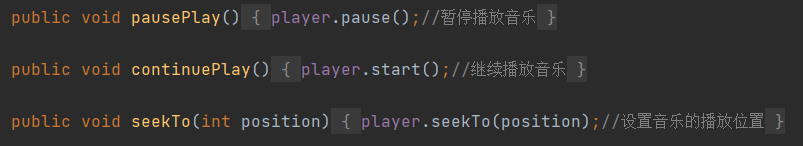 public void pausePlay() { player.pause();//暂停播放音乐 }
public void continuePlay() { player.start();//继续播放音乐 }
public void seekTo(int position) { player.seekTo(position);//设置音乐的播放位置 }